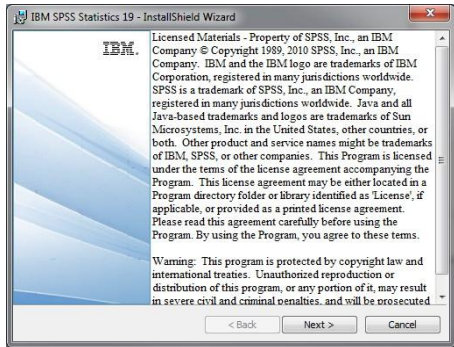 IBM SPSS Statistics 19 - InstallShield Wizard
IBM.
Licensed Materials - Property of SPSS, Inc., an IBM
Company © Copyright 1989, 2010 SPSS, Inc., an IBM
Company. IBM and the IBM logo are trademarks of IBM
Corporation, registered in many jurisdictions worldwide.
SPSS is a trademark of SPSS, Inc., an IBM Company,
registered in many jurisdictions worldwide. Java and all
Java-based trademarks and logos are trademarks of Sun
Microsystems, Inc. in the United States, other countries, or
both. Other product and service names might be trademarks
of IBM, SPSS, or other companies. This Program is licensed
under the terms of the license agreement accompanying the
Program. This license agreement may be either located in a
Program directory folder or library identified as 'License', if
applicable, or provided as a printed license agreement.
Please read this agreement carefully before using the
Program. By using the Program, you agree to these terms.
Warning: This program is protected by copyright law and
international treaties. Unauthorized reproduction or
distribution of this program, or any portion of it, may result
in severe civil and criminal penalties, and will be prosecuted
< Back
Next >
Cancel